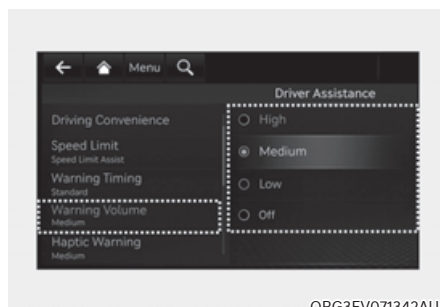 Menu
Driver Assistance
Driving Convenience
High
Speed Limit
Speed Limit Assist
Medium
Warning Timing
Standard
Low
Warning Volume
Medium
Off
Haptic Warning
Medium